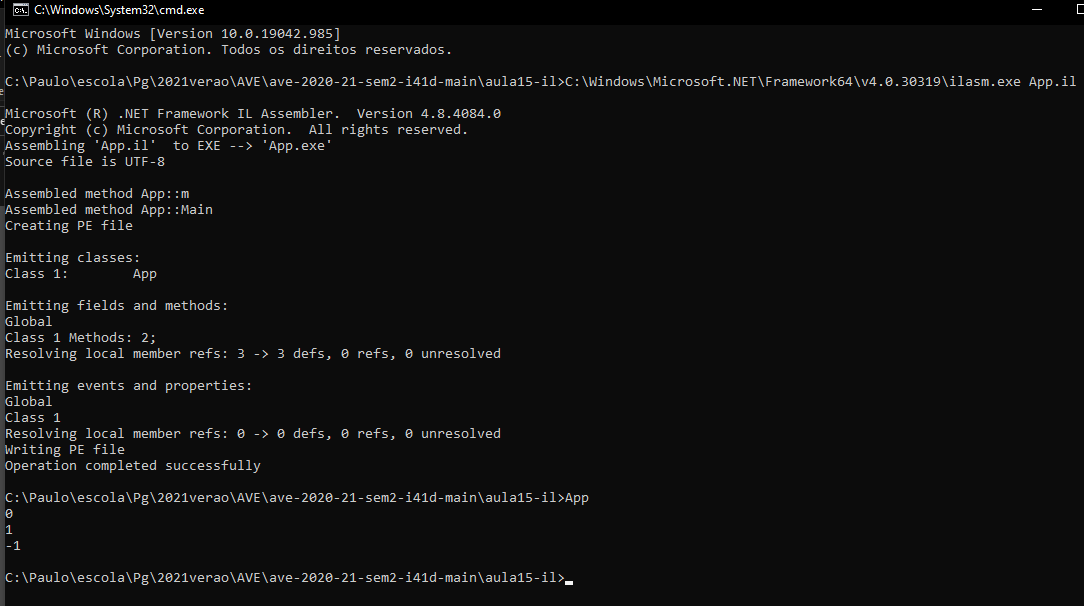 C:\Windows\System32\cmd.exe
Microsoft Windows [Version 10.0.19042.985]
(c) Microsoft Corporation. Todos os direitos reservados.
C:\Paulo\escola\Pg\2021verao\AVE\ave-2020-21-sem2-i41d-main\aula15-il>C:\Windows\Microsoft.NET\Framework64\v4.0.30319\ilasm.exe App.il
Microsoft (R) .NET Framework IL Assembler.  Version 4.8.4084.0
Copyright (c) Microsoft Corporation.  All rights reserved.
Assembling 'App.il'  to EXE --> 'App.exe'
Source file is UTF-8
Assembled method App::m
Assembled method App::Main
Creating PE file
Emitting classes:
Class 1:        App
Emitting fields and methods:
Global
Class 1 Methods: 2;
Resolving local member refs: 3 -> 3 defs, 0 refs, 0 unresolved
Emitting events and properties:
Global
Class 1
Resolving local member refs: 0 -> 0 defs, 0 refs, 0 unresolved
Writing PE file
Operation completed successfully
C:\Paulo\escola\Pg\2021verao\AVE\ave-2020-21-sem2-i41d-main\aula15-il>App
0
1
-1
C:\Paulo\escola\Pg\2021verao\AVE\ave-2020-21-sem2-i41d-main\aula15-il>